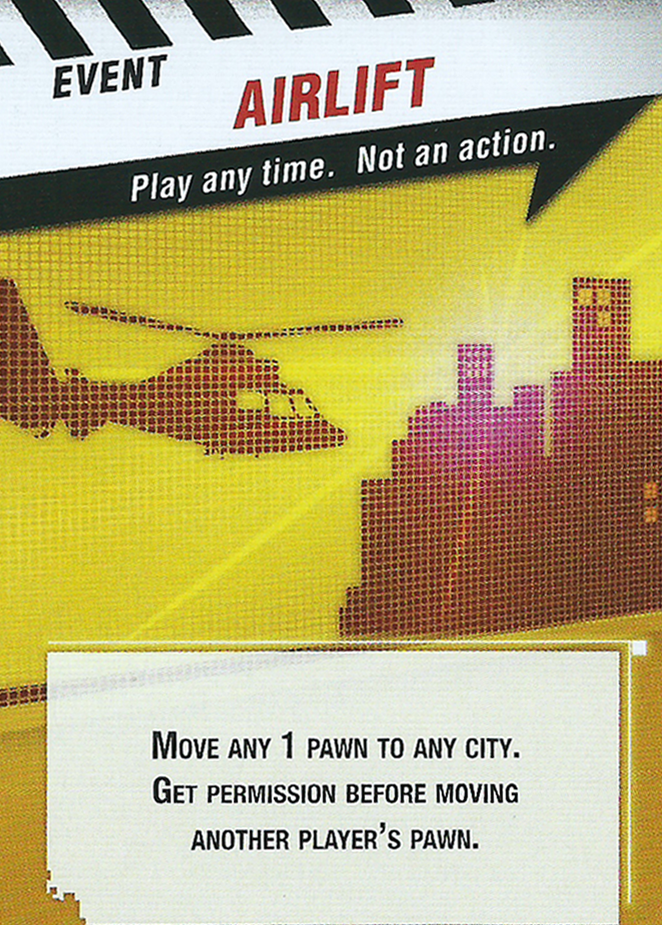 EVENT
AIRLIFT
Play any time. Not an action.
MOVE ANY 1 PAWN TO ANY CITY.
GET PERMISSION BEFORE MOVING
ANOTHER PLAYER'S PAWN.